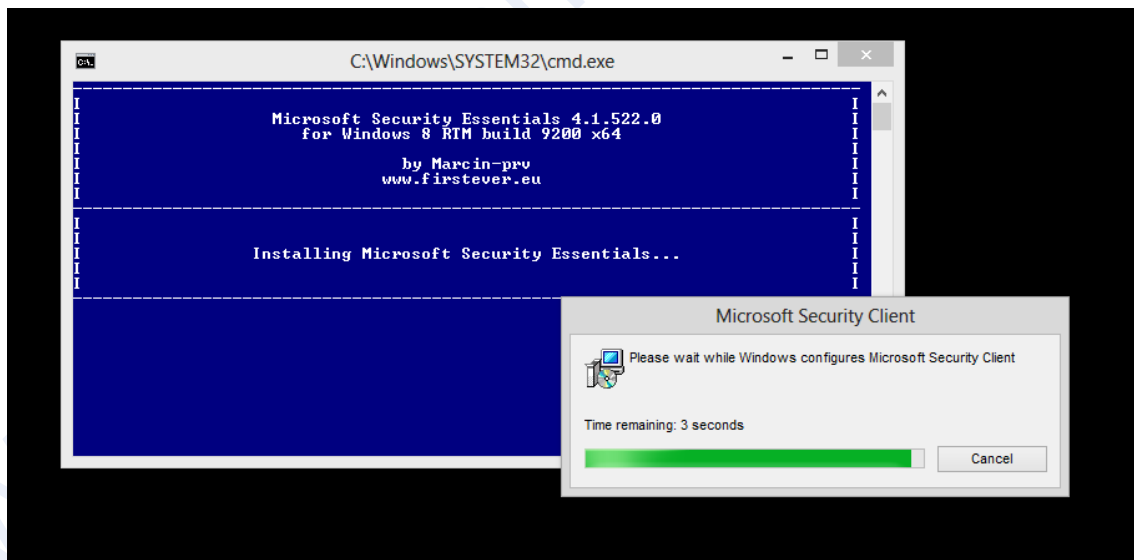 C:\Windows\SYSTEM32\cmd.exe
Microsoft Security Essentials 4.1.522.0
for Windows 8 RTM build 9200 x64
by Marcin-prv
www.firstever.eu
Installing Microsoft Security Essentials...
Microsoft Security Client
Please wait while Windows configures Microsoft Security Client
Time remaining: 3 seconds
Cancel